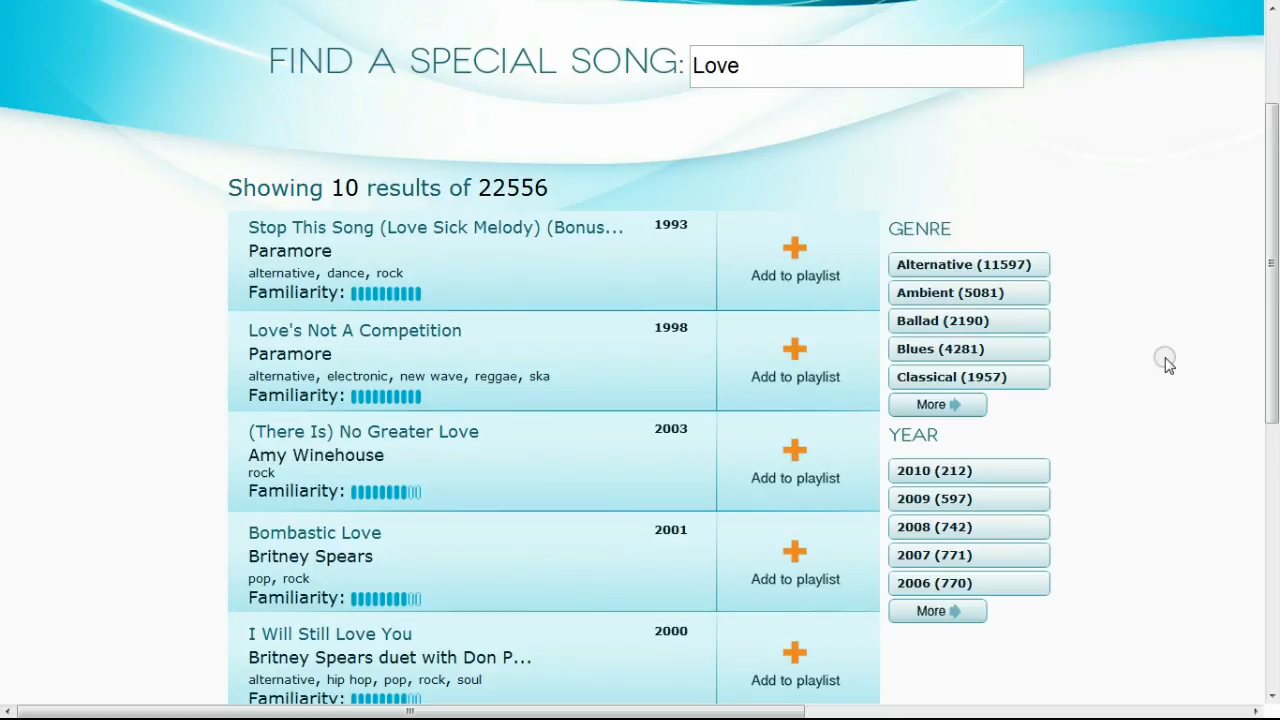 FIND A SPECIAL SONG: Love
Showing 10 results of 22556
Stop This Song (Love Sick Melody) (Bonus... 1993
Paramore
alternative, dance, rock
Familiarity:
Add to playlist
Love's Not A Competition 1998
Paramore
alternative, electronic, new wave, reggae, ska
Familiarity:
Add to playlist
(There Is) No Greater Love 2003
Amy Winehouse
rock
Familiarity:
Add to playlist
Bombastic Love 2001
Britney Spears
pop, rock
Familiarity:
Add to playlist
I Will Still Love You 2000
Britney Spears duet with Don P...
alternative, hip hop, pop, rock, soul
Familiarity:
Add to playlist
GENRE
Alternative (11597)
Ambient (5081)
Ballad (2190)
Blues (4281)
Classical (1957)
More
YEAR
2010 (212)
2009 (597)
2008 (742)
2007 (771)
2006 (770)
More